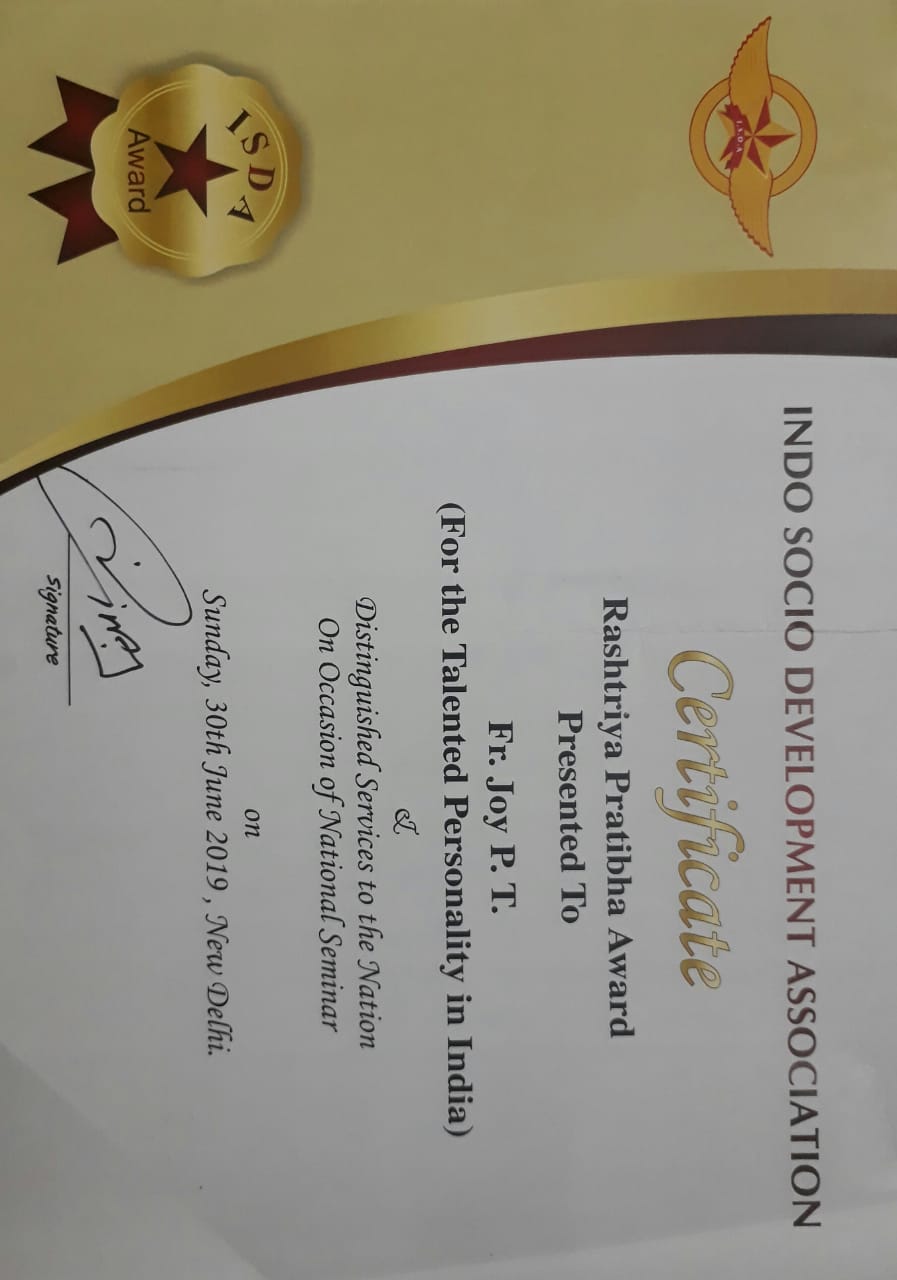 I.S.D.A
INDO SOCIO DEVELOPMENT ASSOCIATION
Certificate
Rashtriya Pratibha Award
Presented To
Fr. Joy P. T.
(For the Talented Personality in India)
&
Distinguished Services to the Nation
On Occasion of National Seminar
on
Sunday, 30th June 2019 , New Delhi.
ISDA
Award
Signature